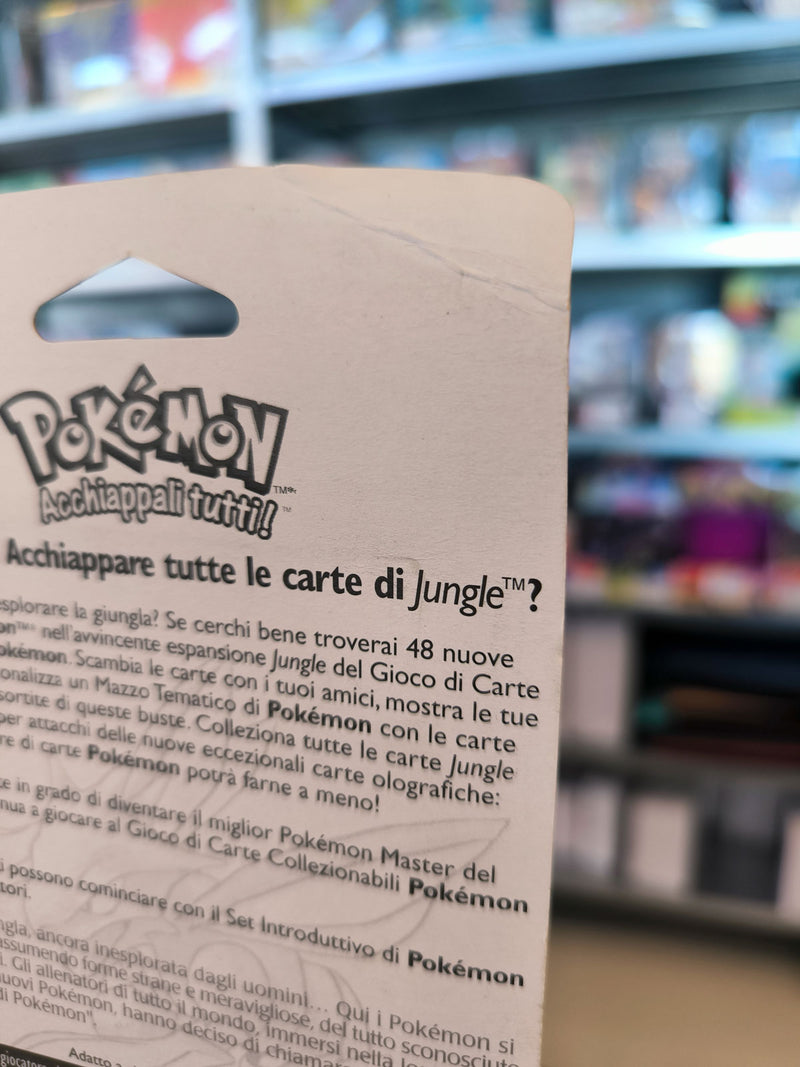 POKéMON
Acchiappali tutti!
Acchiappare tutte le carte di Jungle™?
esplorare la giungla? Se cerchi bene troverai 48 nuove
nell'avvincente espansione Jungle del Gioco di Carte
okémon. Scambia le carte con i tuoi amici, mostra le tue
onalizza un Mazzo Tematico di Pokémon con le carte
sortite di queste buste. Colleziona tutte le carte Jungle
per attacchi delle nuove eccezionali carte olografiche:
re di carte Pokémon potrà farne a meno!
te in grado di diventare il miglior Pokémon Master del
nua a giocare al Gioco di Carte Collezionabili Pokémon
i possono cominciare con il Set Introduttivo di Pokémon
tori.
ngla, ancora inesplorata dagli uomini... Qui i Pokémon si
assumendo forme strane e meravigliose, del tutto sconosciute
i. Gli allenatori di tutto il mondo, immersi nella
uovi Pokémon, hanno deciso di
di Pokémon".
Adatto a